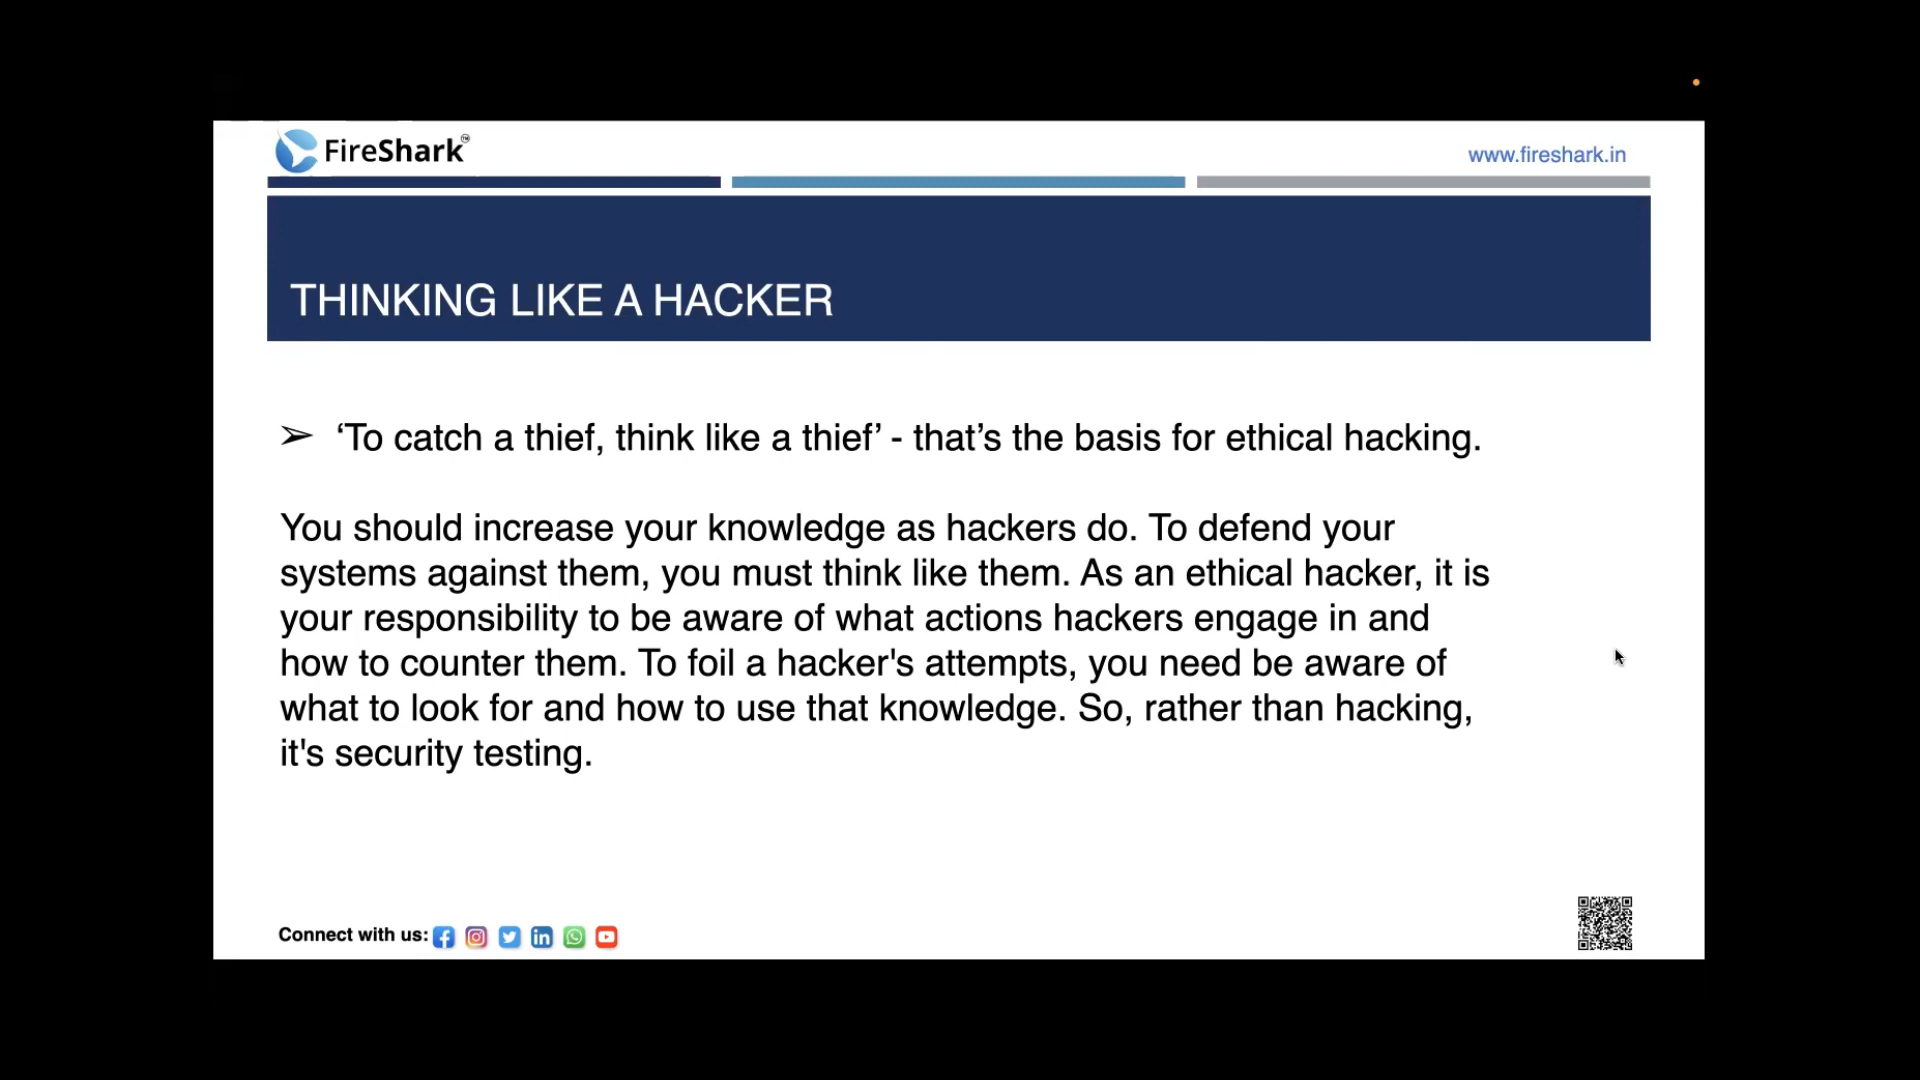 FireShark™
www.fireshark.in
THINKING LIKE A HACKER
➢ ‘To catch a thief, think like a thief’ - that’s the basis for ethical hacking.
You should increase your knowledge as hackers do. To defend your
systems against them, you must think like them. As an ethical hacker, it is
your responsibility to be aware of what actions hackers engage in and
how to counter them. To foil a hacker's attempts, you need be aware of
what to look for and how to use that knowledge. So, rather than hacking,
it's security testing.
Connect with us: